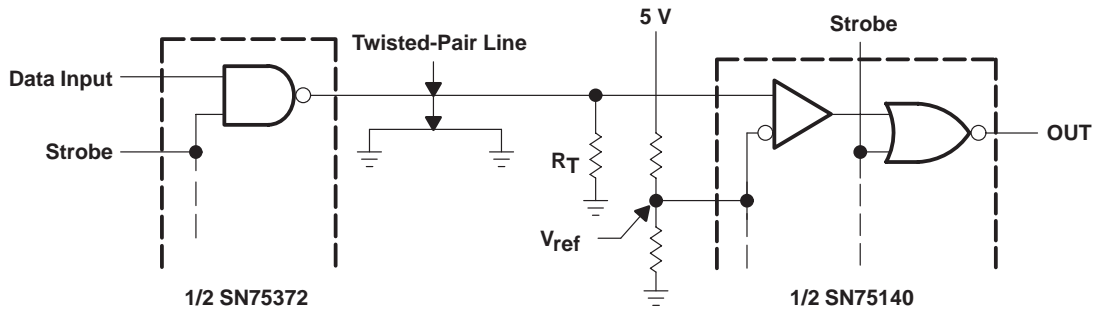 5 V
Strobe
Twisted-Pair Line
Data Input
Strobe
RT
OUT
Vref
1/2 SN75372
1/2 SN75140